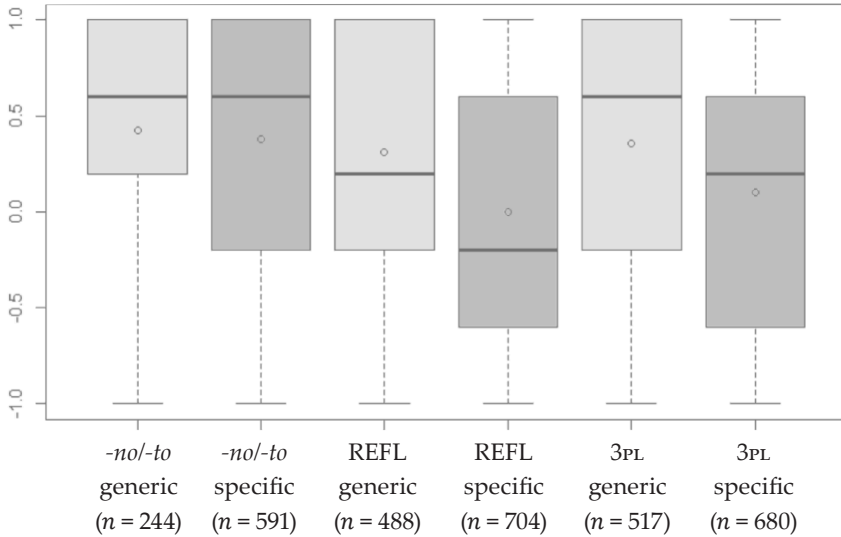 1.0
0.5
0.0
-0.5
-1.0
-no/-to -no/-to REFL REFL 3PL 3PL
generic specific generic specific generic specific
(n = 244) (n = 591) (n = 488) (n = 704) (n = 517) (n = 680)